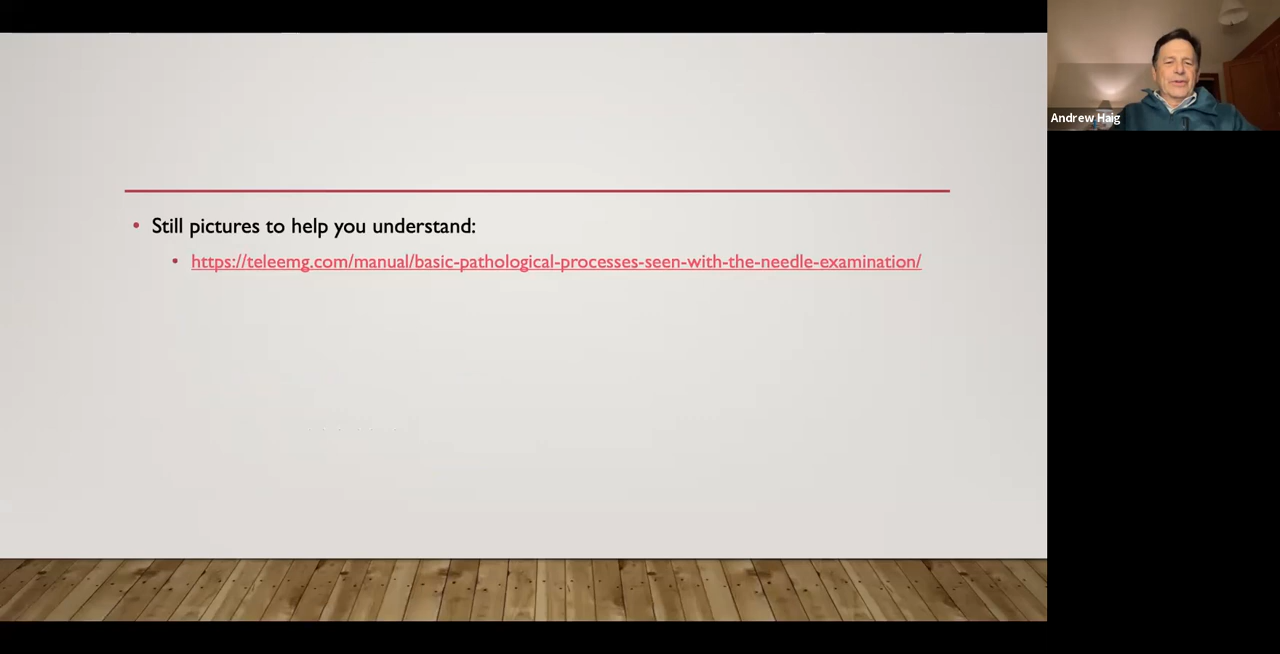 Still pictures to help you understand:
https://teleemg.com/manual/basic-pathological-processes-seen-with-the-needle-examination/
Andrew Haig